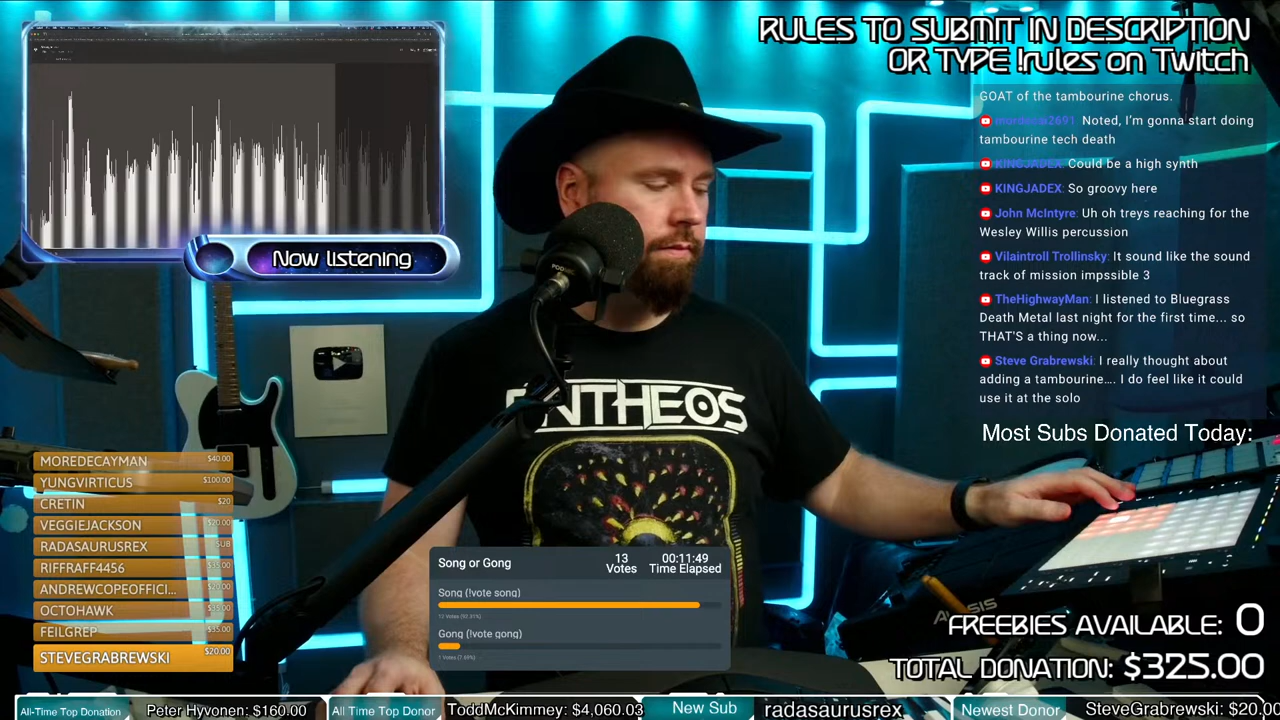 RULES TO SUBMIT IN DESCRIPTION
OR TYPE !rules on Twitch
GOAT of the tambourine chorus.
Noted, I'm gonna start doing
tambourine tech death
KINGJADEX: Could be a high synth
KINGJADEX: So groovy here
John McIntyre: Uh oh treys reaching for the
Wesley Willis percussion
Vilaintroll Trollinsky: It sound like the sound
track of mission impssible 3
TheHighwayMan: I listened to Bluegrass
Death Metal last night for the first time... so
THAT'S a thing now...
Steve Grabrewski: I really thought about
adding a tambourine.... I do feel like it could
use it at the solo
Most Subs Donated Today:
Now listening
PODMIC
ENTHEOS
MOREDECAYMAN $40.00
YUNGVIRTICUS $100.00
CRETIN $20
VEGGIEJACKSON $20.00
RADASAURUSREX SUB
RIFFRAFF4456 $35.00
ANDREWCOPEOFFICI... $20.00
OCTOHAWK $35.00
FEILGREP $35.00
STEVEGRABREWSKI $20.00
Song or Gong
13
Votes
00:11:49
Time Elapsed
Song (!vote song)
Gong (!vote gong)
1 Votes (7.69%)
ALESIS
FREEBIES AVAILABLE: 0
TOTAL DONATION: $325.00
All-Time Top Donation Peter Hyvonen: $160.00 All Time Top Donor ToddMcKimmey: $4,060.03 New Sub radasaurusrex Newest Donor SteveGrabrewski: $20.00